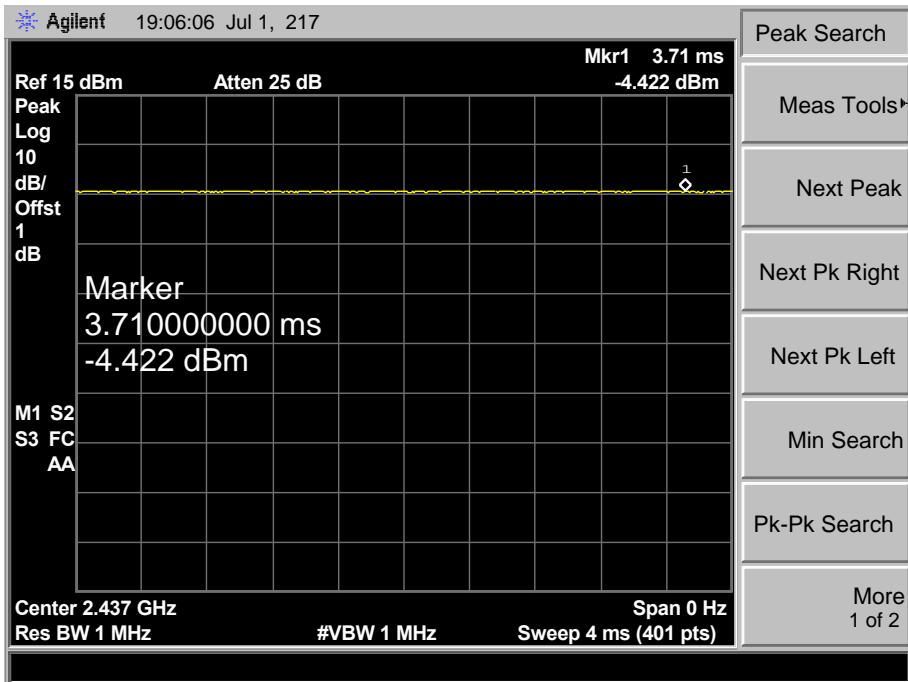 Agilent 19:06:06 Jul 1, 217
Peak Search
Mkr1 3.71 ms
Ref 15 dBm Atten 25 dB -4.422 dBm
Peak
Log
10
dB/
Offst
1
dB
1
Marker
3.710000000 ms
-4.422 dBm
M1 S2
S3 FC
AA
Center 2.437 GHz Span 0 Hz
Res BW 1 MHz #VBW 1 MHz Sweep 4 ms (401 pts)
Meas Tools
Next Peak
Next Pk Right
Next Pk Left
Min Search
Pk-Pk Search
More
1 of 2